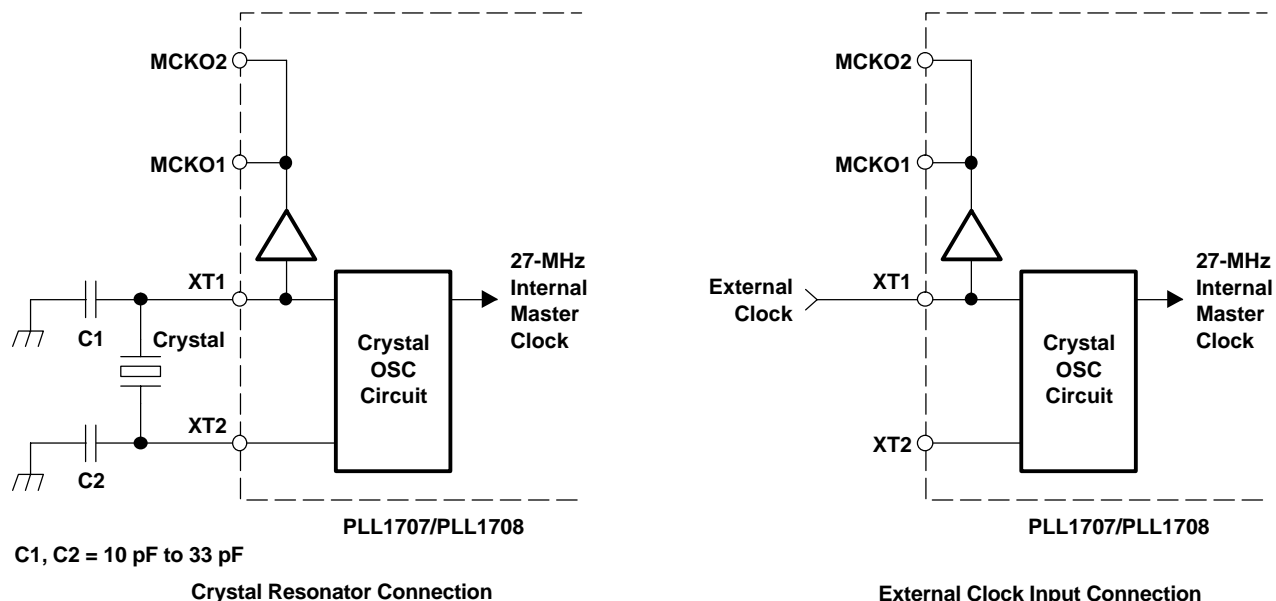 MCKO2
MCKO1
XT1
C1
Crystal
XT2
C2
Crystal
OSC
Circuit
27-MHz
Internal
Master
Clock
PLL1707/PLL1708
C1, C2 = 10 pF to 33 pF
Crystal Resonator Connection
MCKO2
MCKO1
External
Clock
XT1
XT2
Crystal
OSC
Circuit
27-MHz
Internal
Master
Clock
PLL1707/PLL1708
External Clock Input Connection